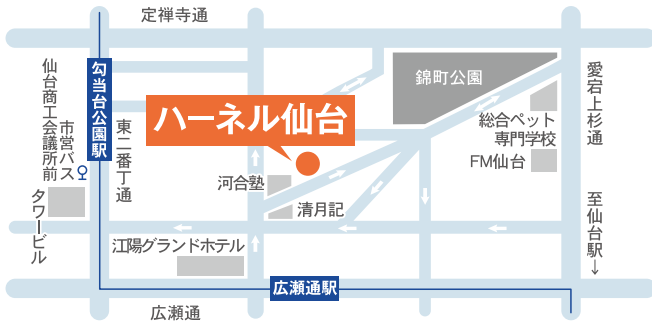 定禅寺通
仙台商工会議所前
市営バス
勾当台公園駅
東二番丁通
タワービル
ハーネル仙台
錦町公園
愛宕上杉通
総合ペット
専門学校
FM仙台
河合塾
清月記
江陽グランドホテル
至仙台駅→
広瀬通駅
広瀬通